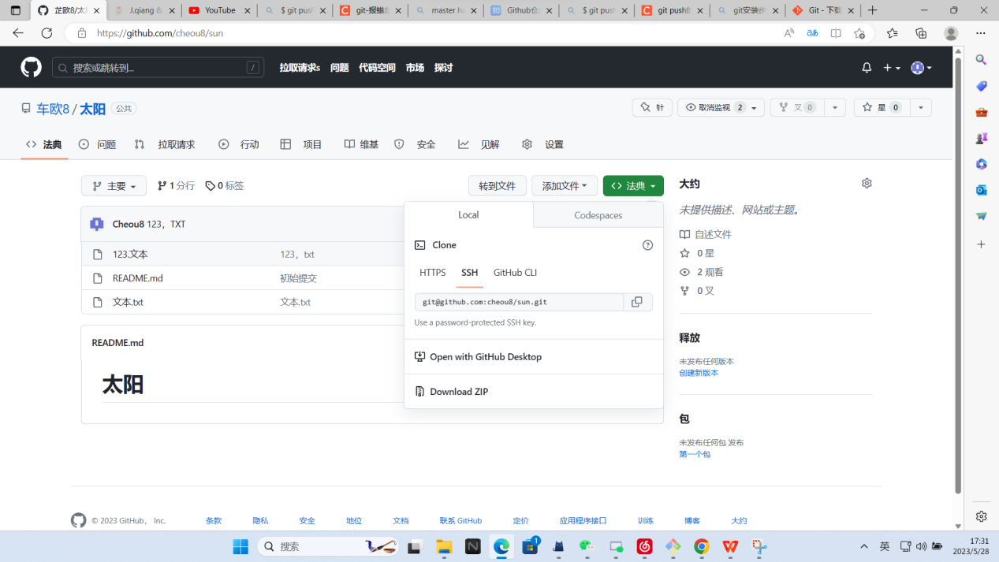 芷欧8/太阳
J.qiang &
YouTube
$ git push
git-报错总
master ha
Github仓
$ git push
git push的
git安装步
Git - 下载
https://github.com/cheou8/sun
搜索或跳转到...
/
拉取请求s
问题
代码空间
市场
探讨
车欧8 / 太阳
公共
针
取消监视 2
叉 0
星 0
法典
问题
拉取请求
行动
项目
维基
安全
见解
设置
主要
1 分行
0 标签
转到文件
添加文件
法典
Cheou8 123，TXT
123.文本
123，txt
README.md
初始提交
文本.txt
文本.txt
README.md
太阳
Local
Codespaces
Clone
HTTPS
SSH
GitHub CLI
git@github.com:cheou8/sun.git
Use a password-protected SSH key.
Open with GitHub Desktop
Download ZIP
大约
未提供描述、网站或主题。
自述文件
0 星
2 观看
0 叉
释放
未发布任何版本
创建新版本
包
未发布任何包 发布
第一个包
© 2023 GitHub， Inc.
条款
隐私
安全
地位
文档
联系 GitHub
定价
应用程序接口
训练
博客
大约
搜索
1
英
17:31
2023/5/28